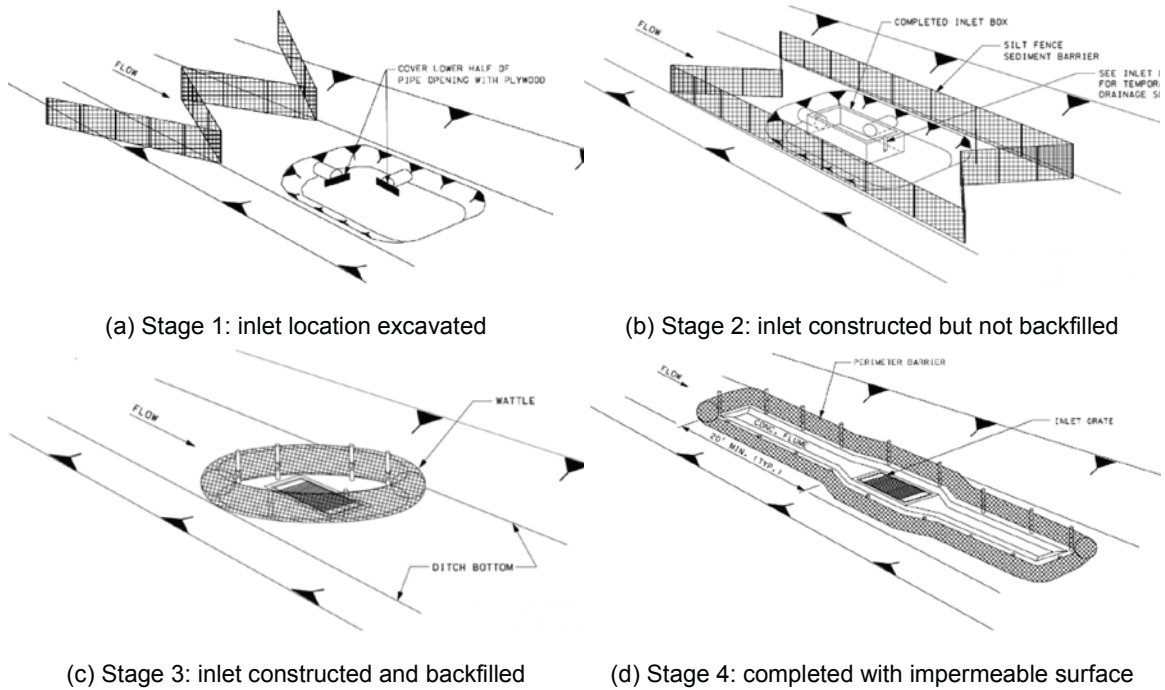 FLOW
COVER LOWER HALF OF
PIPE OPENING WITH PLYWOOD
(a) Stage 1: inlet location excavated
COMPLETED INLET BOX
FLOW
SILT FENCE
SEDIMENT BARRIER
SEE INLET
FOR TEMPORA
DRAINAGE S
(b) Stage 2: inlet constructed but not backfilled
WATTLE
FLOW
DITCH BOTTOM
(c) Stage 3: inlet constructed and backfilled
PERIMETER BARRIER
FLOW
INLET GRATE
CONC. FLUME
20' MIN. (TYP.)
(d) Stage 4: completed with impermeable surface